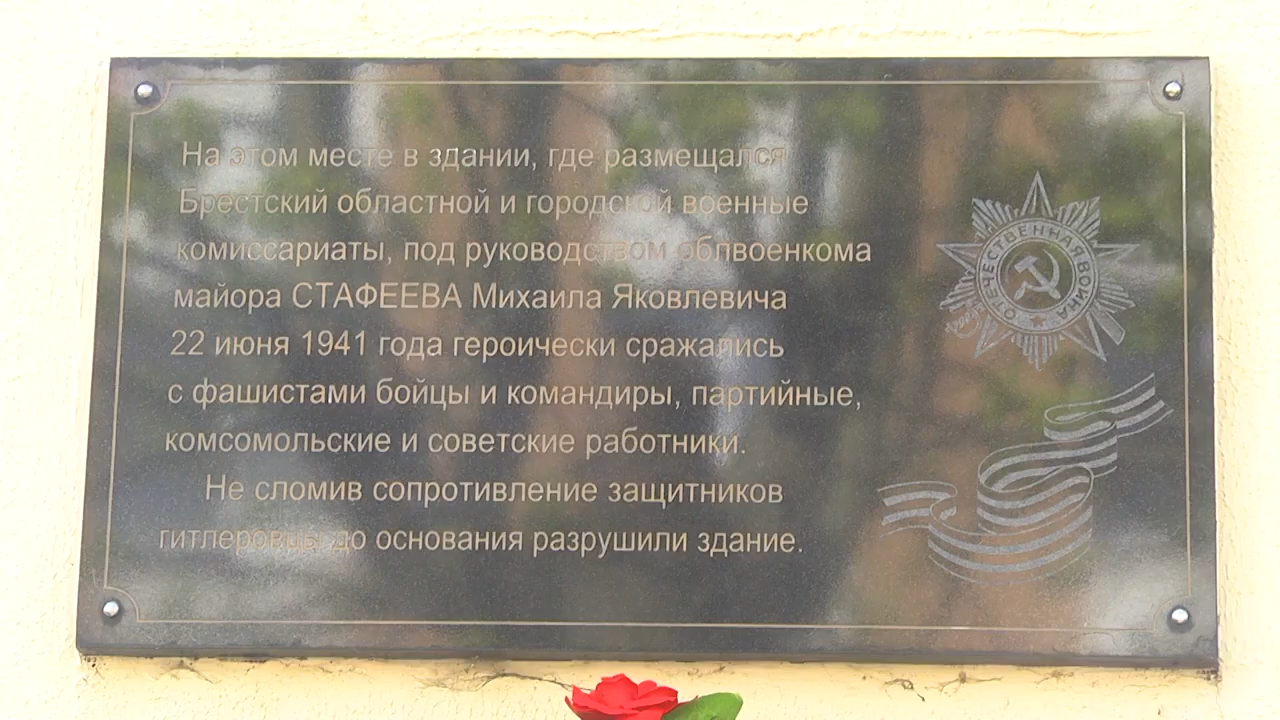 На этом месте в здании, где размещался
Брестский областной и городской военные
комиссариаты, под руководством облвоенкома
майора СТАФЕЕВА Михаила Яковлевича
22 июня 1941 года героически сражались
с фашистами бойцы и командиры, партийные,
комсомольские и советские работники.
Не сломив сопротивление защитников
гитлеровцы до основания разрушили здание.
ОТЕЧЕСТВЕННАЯ ВОЙНА